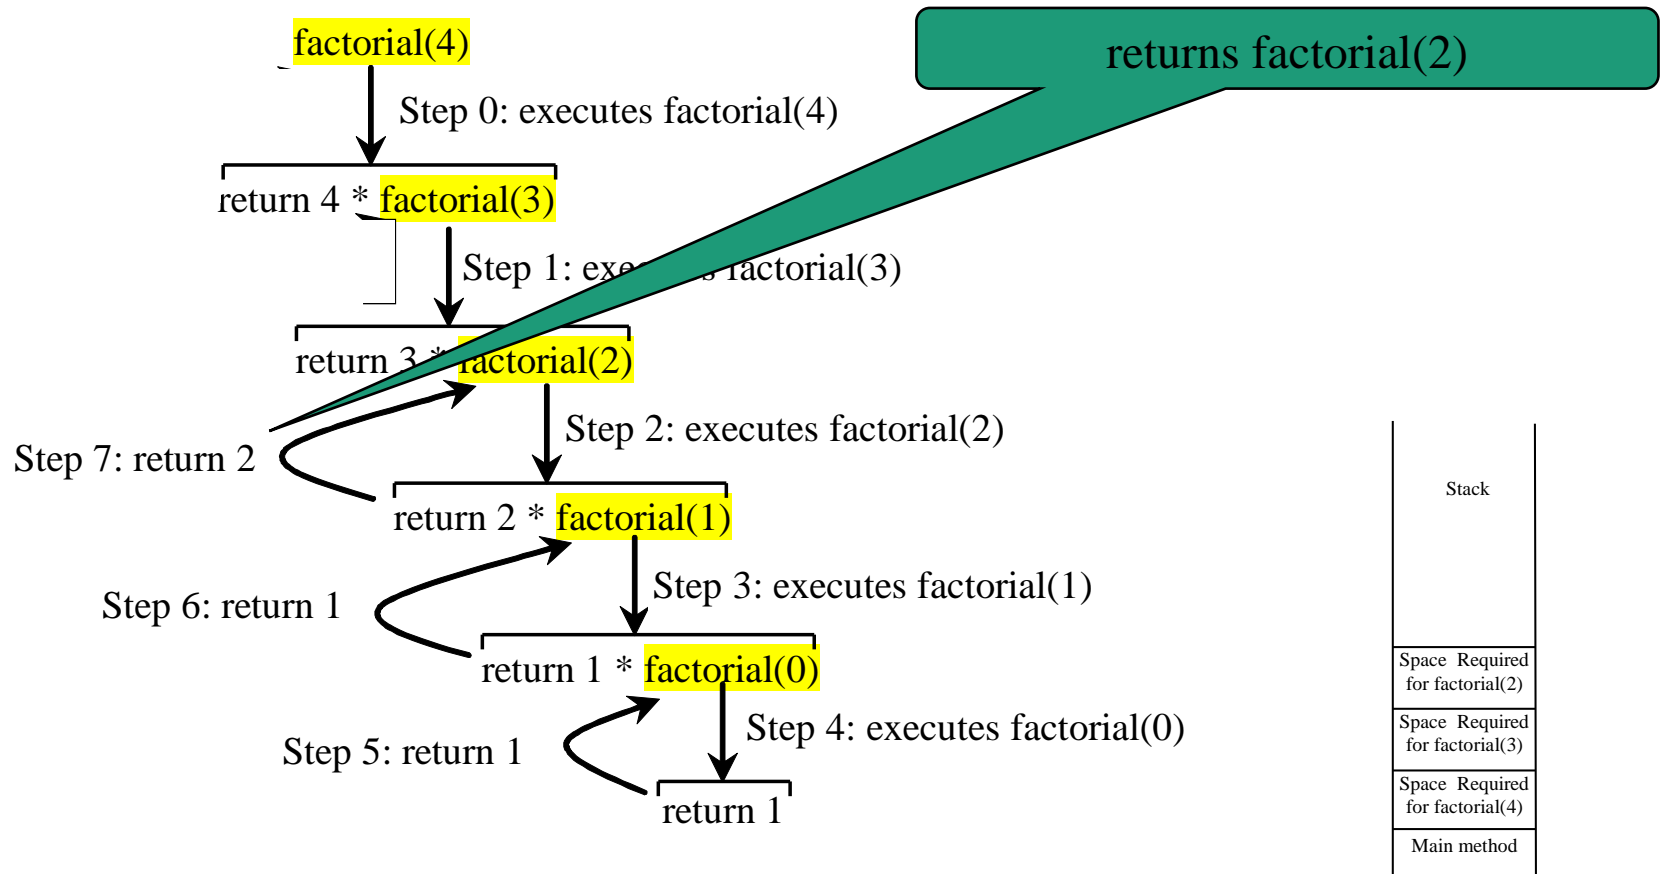 factorial(4)
returns factorial(2)
Step 0: executes factorial(4)
return 4 * factorial(3)
Step 1: executes factorial(3)
return 3 * factorial(2)
Step 2: executes factorial(2)
Step 7: return 2
return 2 * factorial(1)
Step 3: executes factorial(1)
Step 6: return 1
return 1 * factorial(0)
Step 4: executes factorial(0)
Step 5: return 1
return 1
Stack
Space Required
for factorial(2)
Space Required
for factorial(3)
Space Required
for factorial(4)
Main method